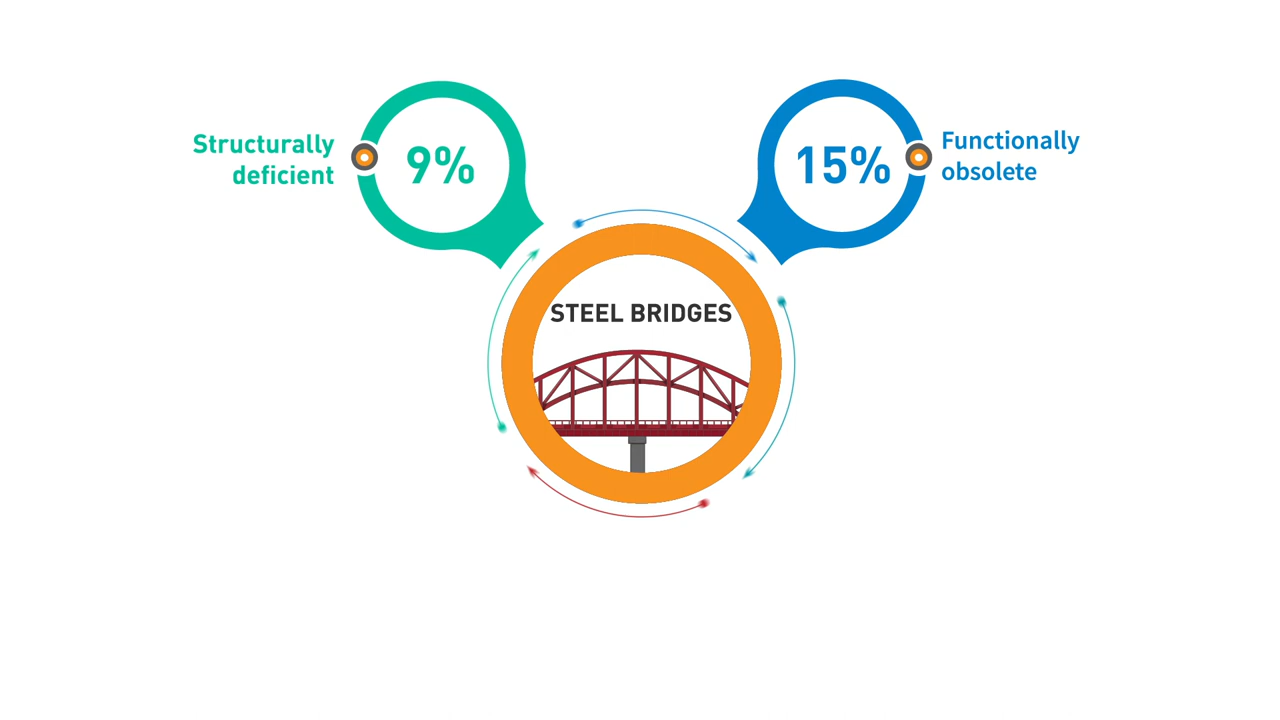 Structurally
deficient
9%
15%
Functionally
obsolete
STEEL BRIDGES